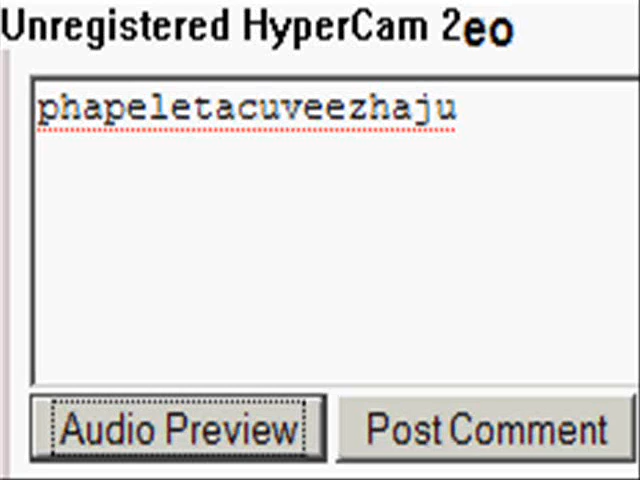 Unregistered HyperCam 2eo
phapeletacuveezhaju
Audio Preview
Post Comment